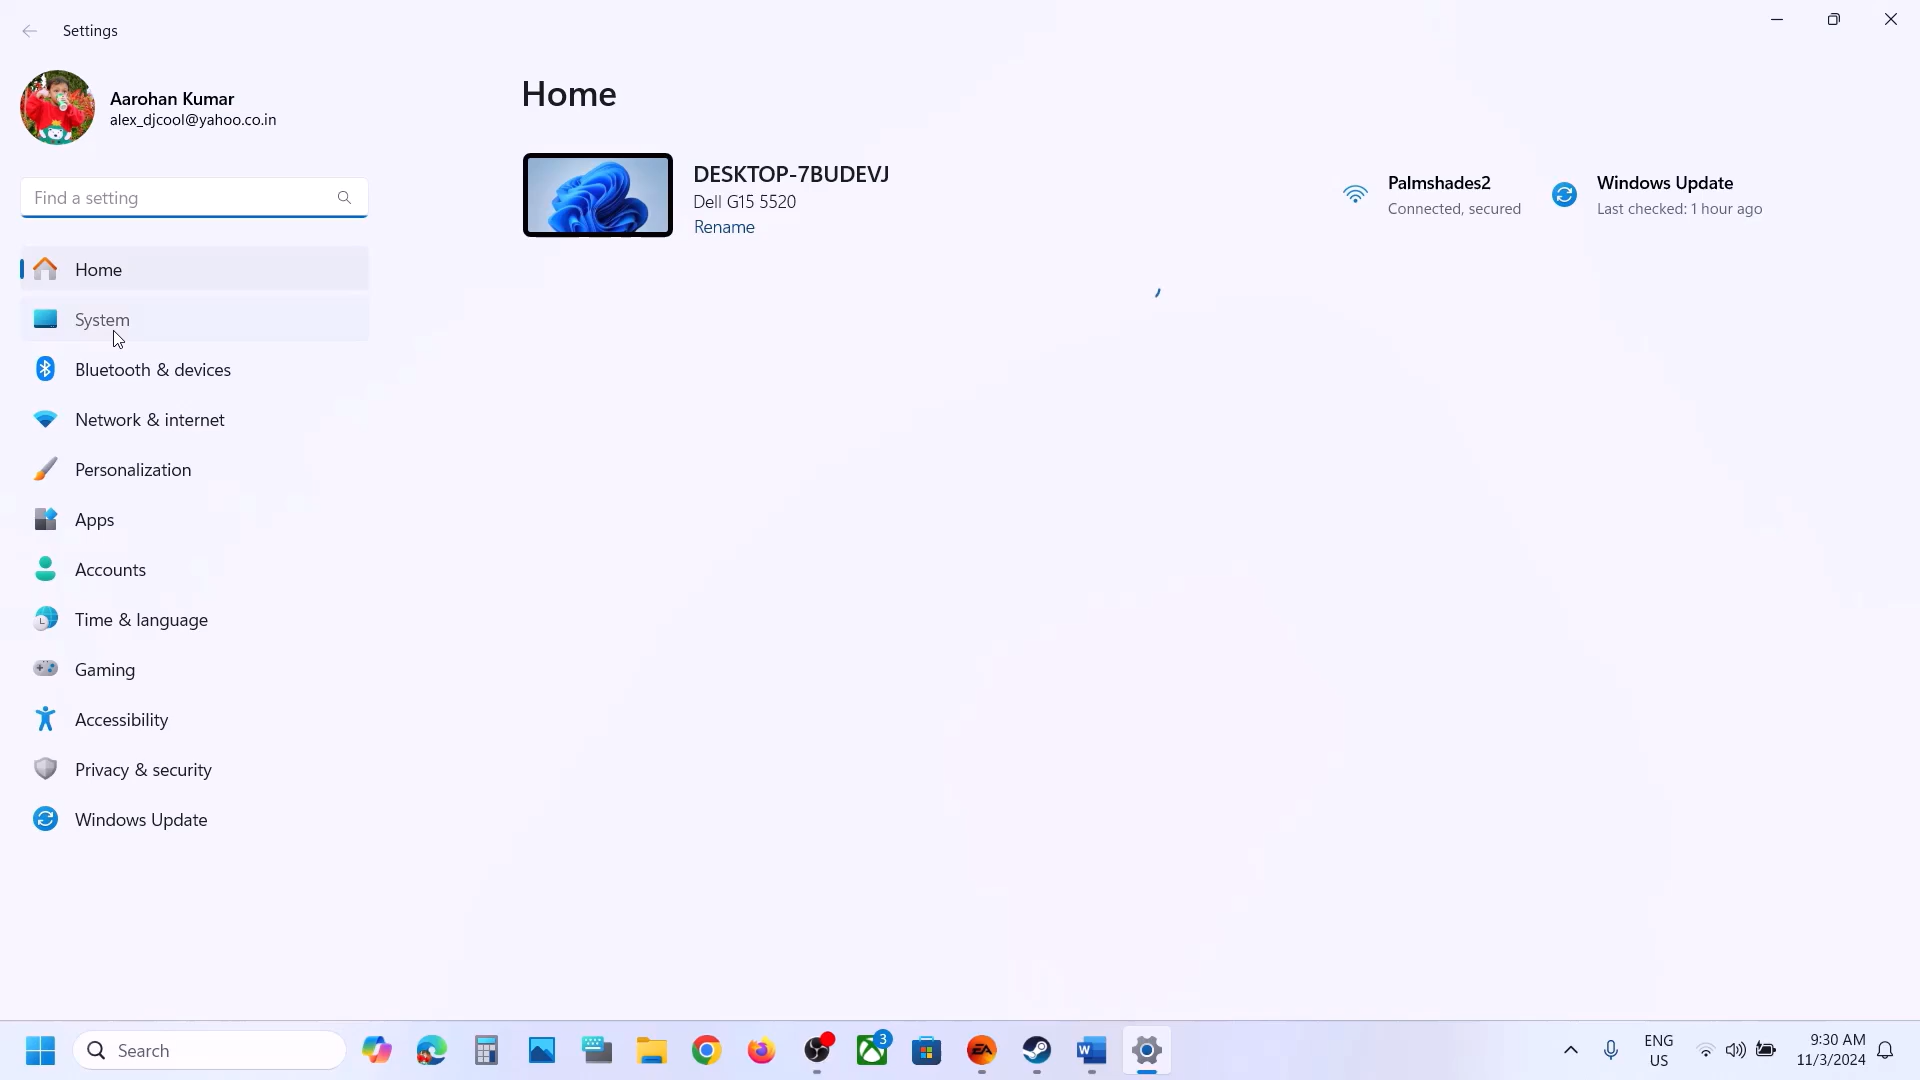 Settings
Aarohan Kumar
alex_djcool@yahoo.co.in
Find a setting
Home
System
Bluetooth & devices
Network & internet
Personalization
Apps
Accounts
Time & language
Gaming
Accessibility
Privacy & security
Windows Update
Home
DESKTOP-7BUDEVJ
Dell G15 5520
Rename
Palmshades2
Connected, secured
Windows Update
Last checked: 1 hour ago
Search
3
EA
W
ENG
US
9:30 AM
11/3/2024